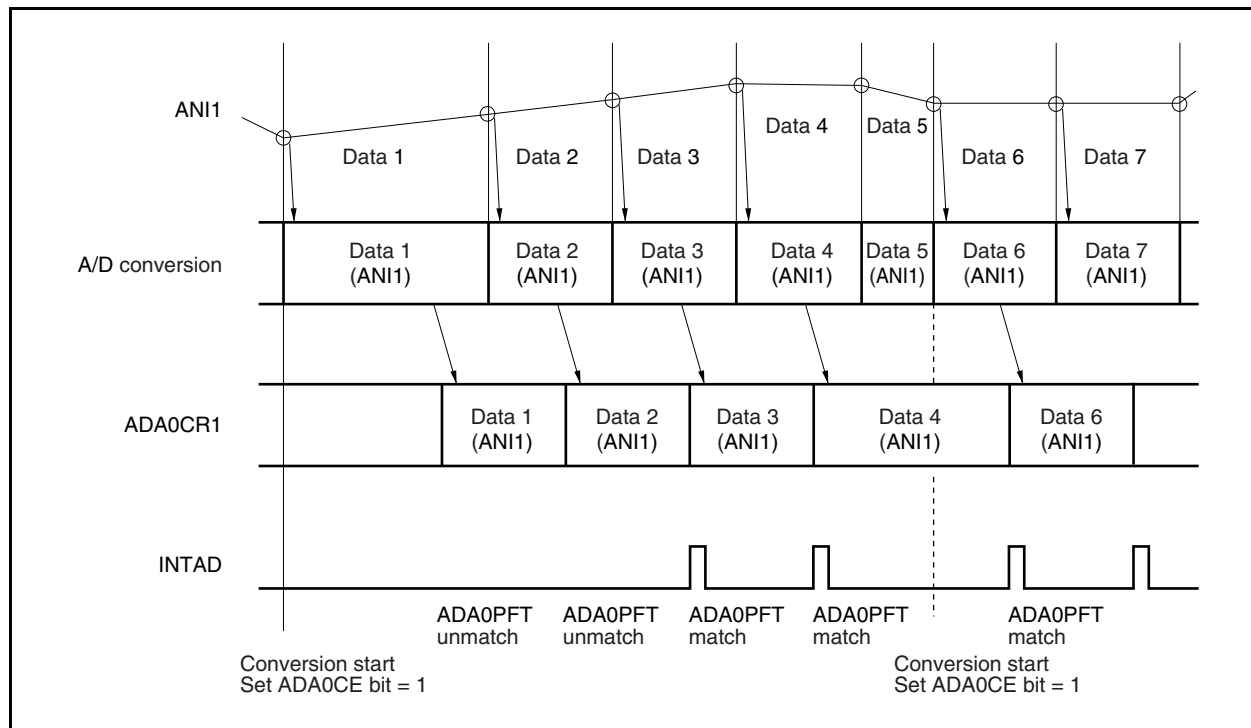 ANI1
Data 1
Data 2
Data 3
Data 4
Data 5
Data 6
Data 7
A/D conversion
Data 1
(ANI1)
Data 2
(ANI1)
Data 3
(ANI1)
Data 4
(ANI1)
Data 5
(ANI1)
Data 6
(ANI1)
Data 7
(ANI1)
ADA0CR1
Data 1
(ANI1)
Data 2
(ANI1)
Data 3
(ANI1)
Data 4
(ANI1)
Data 6
(ANI1)
INTAD
ADA0PFT
unmatch
ADA0PFT
unmatch
ADA0PFT
match
ADA0PFT
match
ADA0PFT
match
Conversion start
Set ADA0CE bit = 1
Conversion start
Set ADA0CE bit = 1